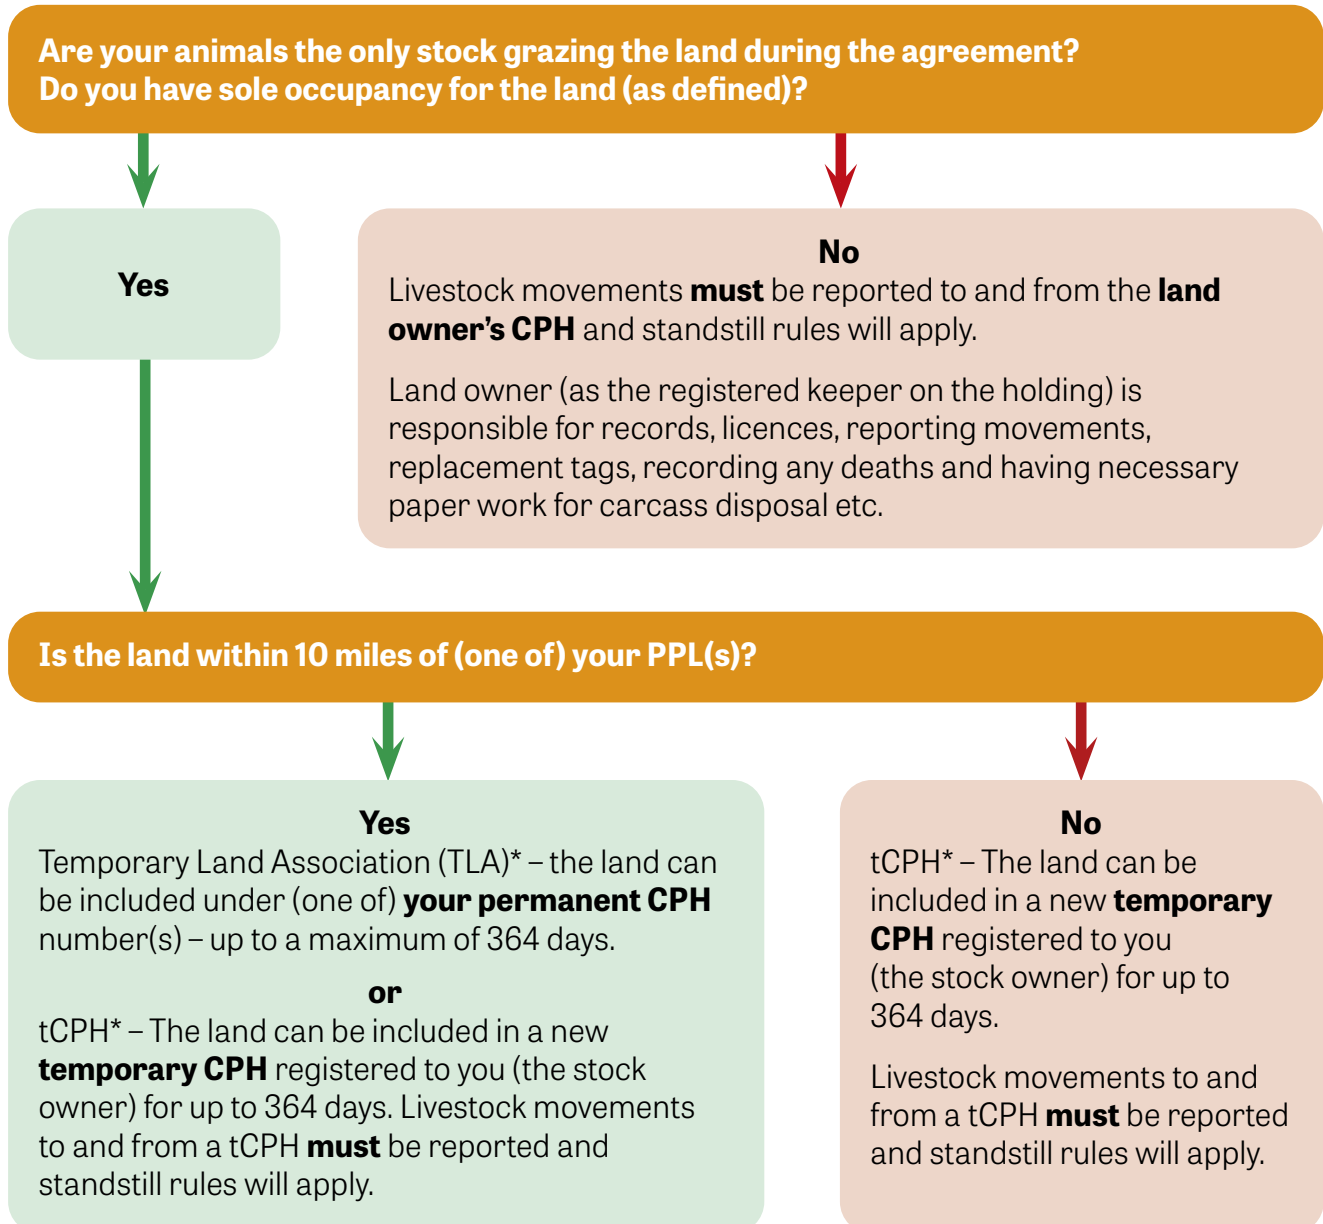 Are your animals the only stock grazing the land during the agreement?
Do you have sole occupancy for the land (as defined)?
Yes
No
Livestock movements must be reported to and from the land
owner’s CPH and standstill rules will apply.
Land owner (as the registered keeper on the holding) is
responsible for records, licences, reporting movements,
replacement tags, recording any deaths and having necessary
paper work for carcass disposal etc.
Is the land within 10 miles of (one of) your PPL(s)?
Yes
Temporary Land Association (TLA)* – the land can
be included under (one of) your permanent CPH
number(s) – up to a maximum of 364 days.
or
tCPH* – The land can be included in a new
temporary CPH registered to you (the stock
owner) for up to 364 days. Livestock movements
to and from a tCPH must be reported and
standstill rules will apply.
No
tCPH* – The land can be
included in a new temporary
CPH registered to you
(the stock owner) for up to
364 days.
Livestock movements to and
from a tCPH must be reported
and standstill rules will apply.